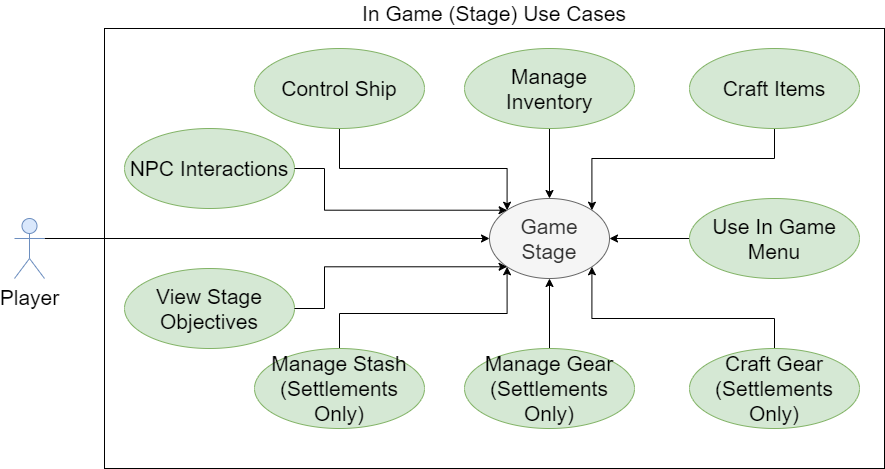 In Game (Stage) Use Cases
Control Ship
Manage
Inventory
Craft Items
NPC Interactions
Game
Stage
Use In Game
Menu
Player
View Stage
Objectives
Manage Stash
(Settlements
Only)
Manage Gear
(Settlements
Only)
Craft Gear
(Settlements
Only)